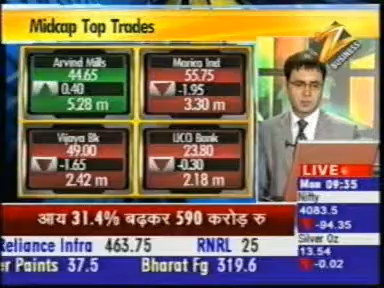 Midcap Top Trades
Z BUSINESS
Arvind Mills
44.65
0.40
5.28 m
Marico Ind
55.75
-1.95
3.30 m
Vijaya Bk
49.00
-1.65
2.42 m
UCO Bank
23.80
-0.30
2.18 m
LIVE
Mon 09:35
Nifty
4083.5
-94.35
Silver Oz
13.54
-0.02
आय 31.4% बढ़कर 590 करोड़ रु
Reliance Infra 463.75 RNRL 25
er Paints 37.5 Bharat Fg 319.6